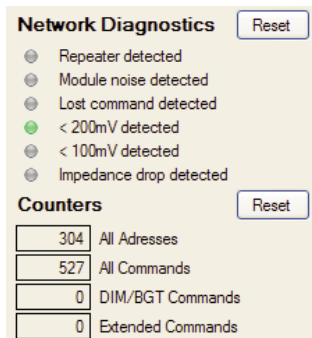 Network Diagnostics Reset
Repeater detected
Module noise detected
Lost command detected
< 200mV detected
< 100mV detected
Impedance drop detected
Counters Reset
304 All Adresses
527 All Commands
0 DIM/BGT Commands
0 Extended Commands